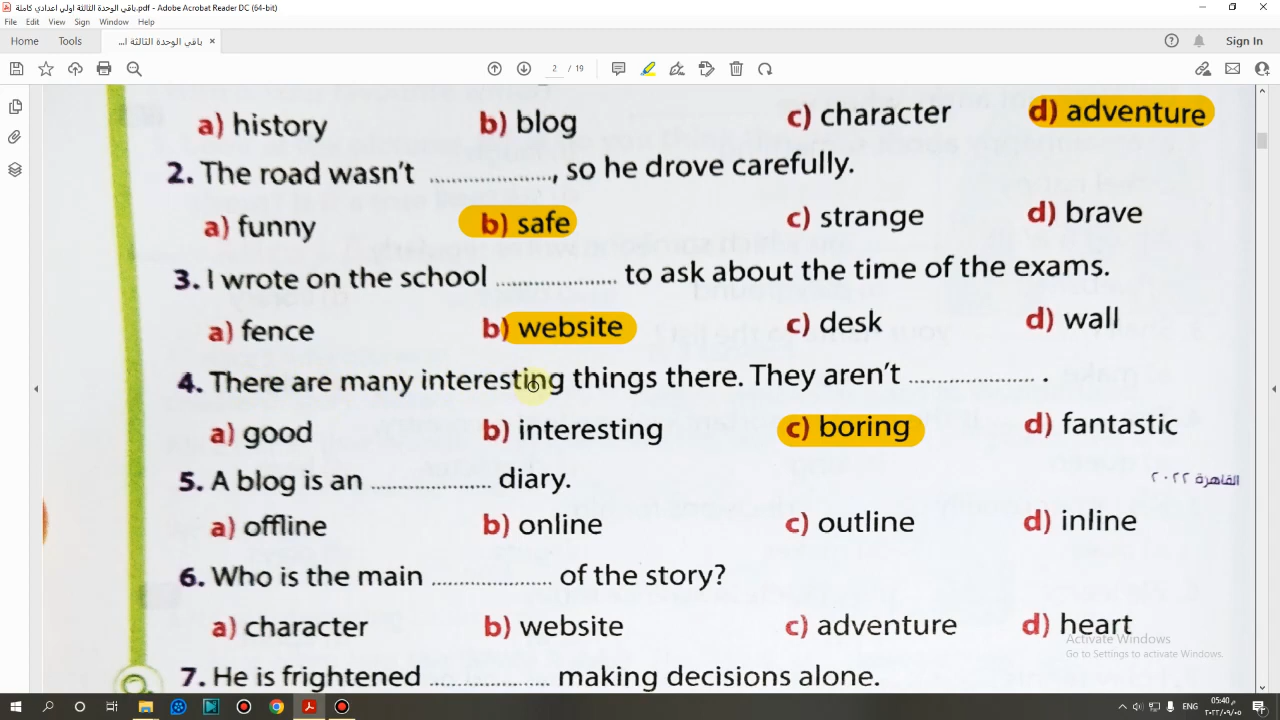 باقي الوحدة الثالثة اولي اعدادي كاملة.pdf - Adobe Acrobat Reader DC (64-bit)
File Edit View Sign Window Help
Home Tools باقي الوحدة الثالثة ا... × Sign In
2 / 19
a) history b) blog c) character d) adventure
2. The road wasn't ..............., so he drove carefully.
a) funny b) safe c) strange d) brave
3. I wrote on the school ............... to ask about the time of the exams.
a) fence b) website c) desk d) wall
4. There are many interesting things there. They aren't ............... .
a) good b) interesting c) boring d) fantastic
القاهرة ٢٠٢٢
5. A blog is an ............... diary.
a) offline b) online c) outline d) inline
6. Who is the main ............... of the story?
a) character b) website c) adventure d) heart
Activate Windows
Go to Settings to activate Windows.
7. He is frightened ............... making decisions alone.
ENG 05:40 م
٢٠٢٢/٠٩/٠٥